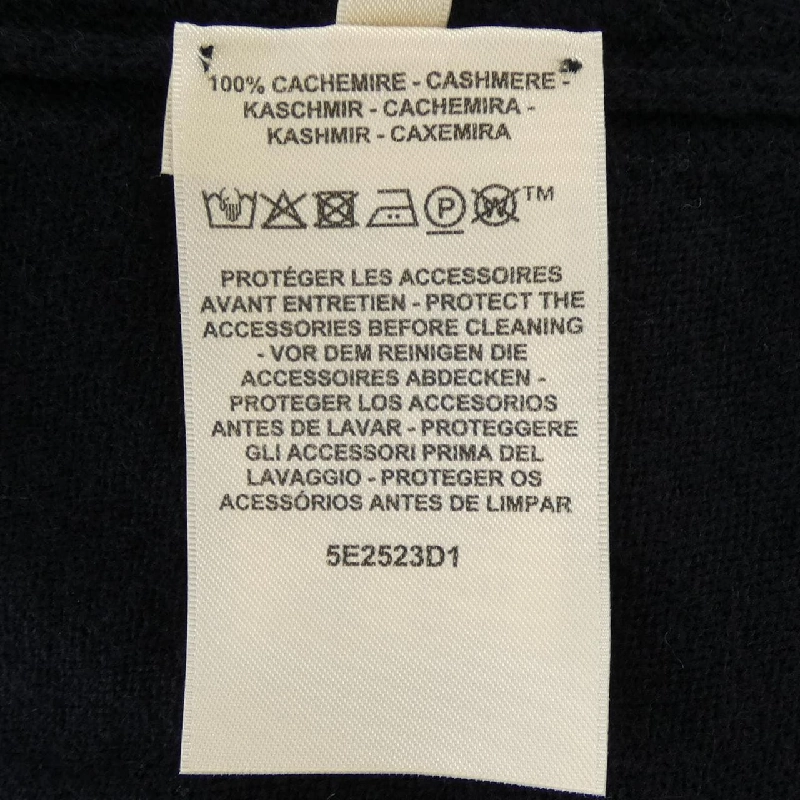 100% CACHEMIRE - CASHMERE -
KASCHMIR - CACHEMIRA -
KASHMIR - CAXEMIRA
P W ™
PROTÉGER LES ACCESSOIRES
AVANT ENTRETIEN - PROTECT THE
ACCESSORIES BEFORE CLEANING
- VOR DEM REINIGEN DIE
ACCESSOIRES ABDECKEN -
PROTEGER LOS ACCESORIOS
ANTES DE LAVAR - PROTEGGERE
GLI ACCESSORI PRIMA DEL
LAVAGGIO - PROTEGER OS
ACESSÓRIOS ANTES DE LIMPAR
5E2523D1